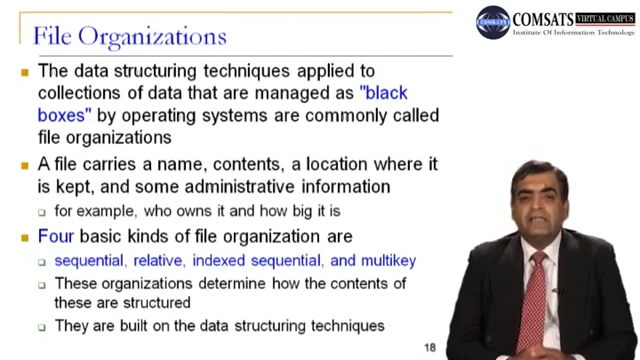 File Organizations
COMSATS VIRTUAL CAMPUS
Institute Of Information Technology
The data structuring techniques applied to
collections of data that are managed as "black
boxes" by operating systems are commonly called
file organizations
A file carries a name, contents, a location where it
is kept, and some administrative information
for example, who owns it and how big it is
Four basic kinds of file organization are
sequential, relative, indexed sequential, and multikey
These organizations determine how the contents of
these are structured
They are built on the data structuring techniques
18